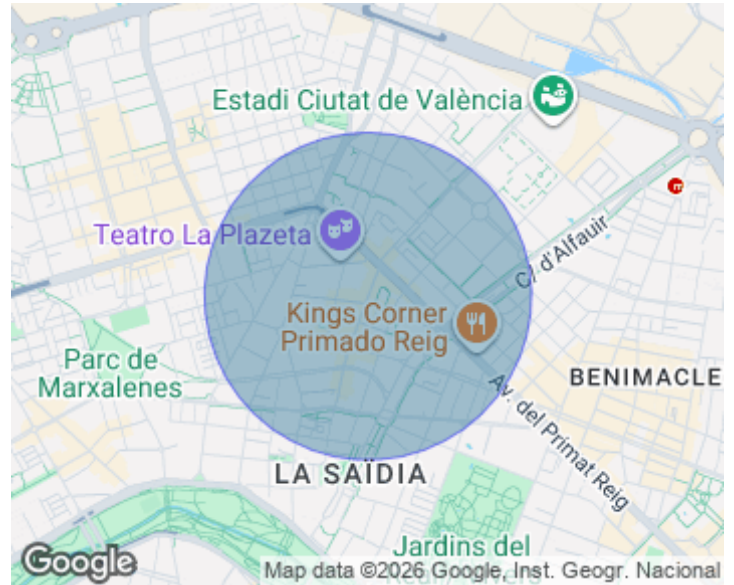 Estadi Ciutat de València
Teatro La Plazeta
C/ d'Alfauir
Kings Corner
Primado Reig
Parc de
Marxalenes
BENIMACLE
Av. del Primat Reig
LA SAÏDIA
Jardins del
Google
Map data ©2026 Google, Inst. Geogr. Nacional